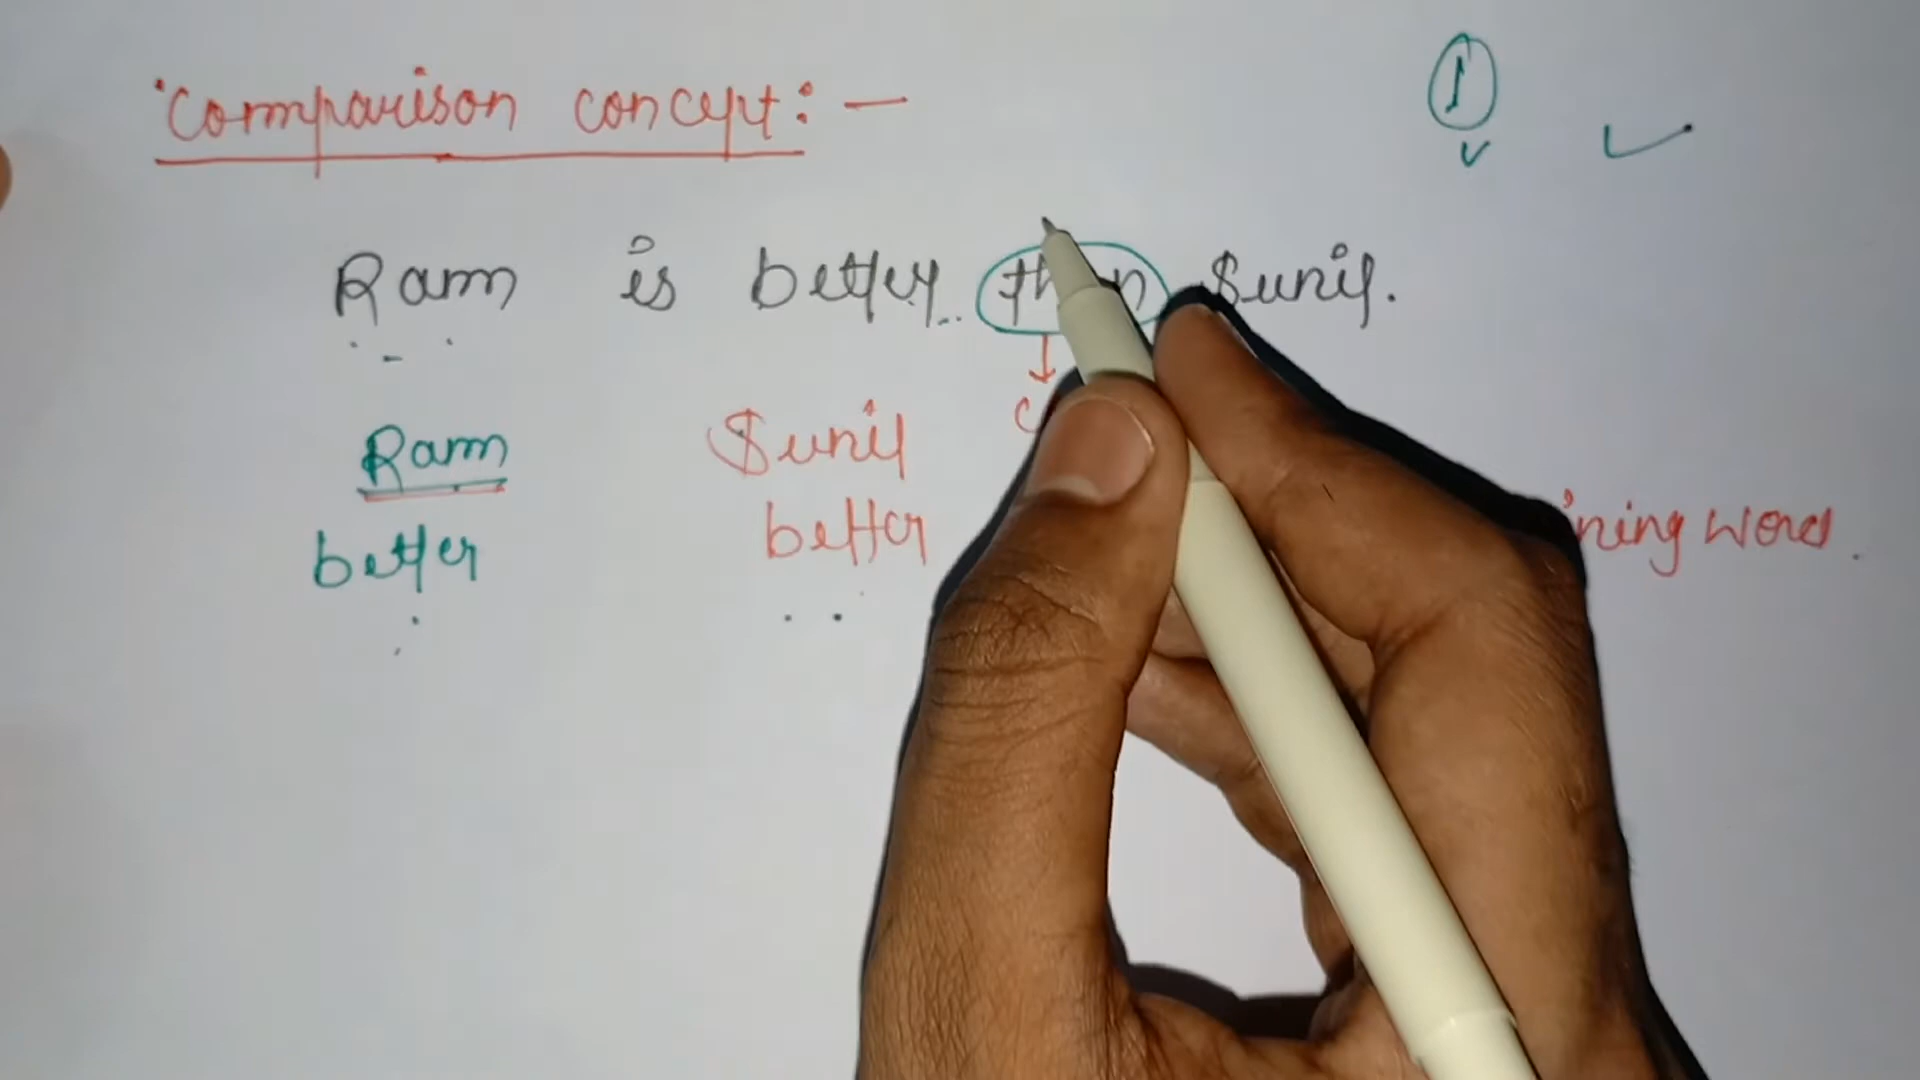 Comparison concept:-
1
Ram is better than Sunil.
Ram Sunil
better better
ning word.